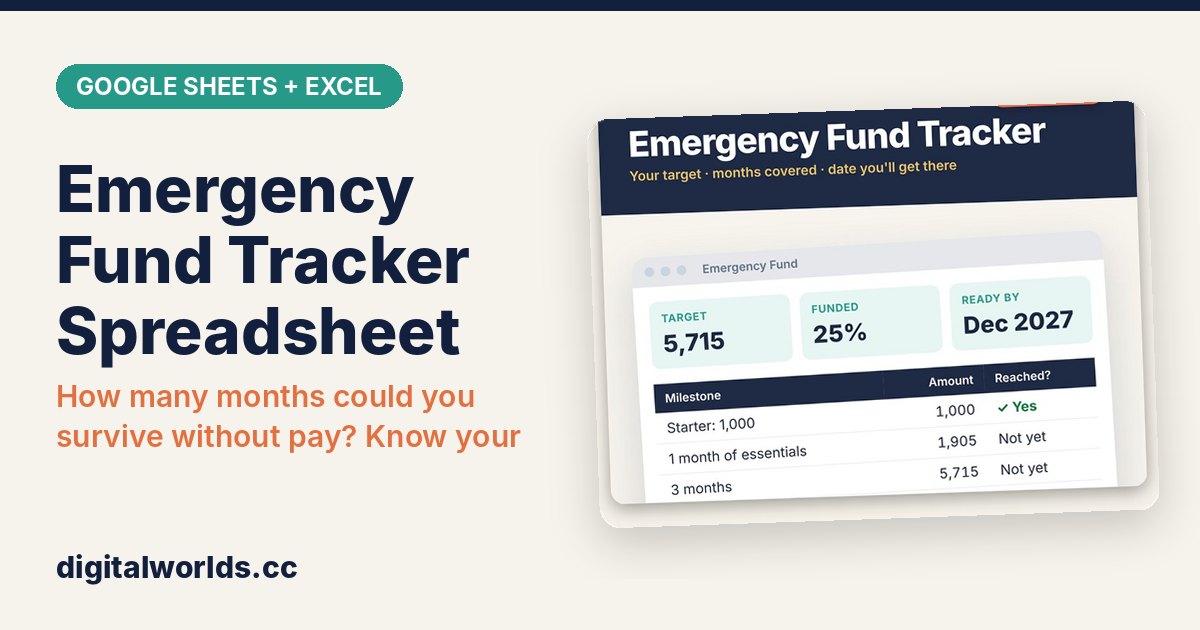 GOOGLE SHEETS + EXCEL
Emergency
Fund Tracker
Spreadsheet
How many months could you
survive without pay? Know your
digitalworlds.cc
Emergency Fund Tracker
Your target · months covered · date you'll get there
Emergency Fund
TARGET
5,715
FUNDED
25%
READY BY
Dec 2027
Milestone Amount Reached?
Starter: 1,000 1,000 ✓ Yes
1 month of essentials 1,905 Not yet
3 months 5,715 Not yet